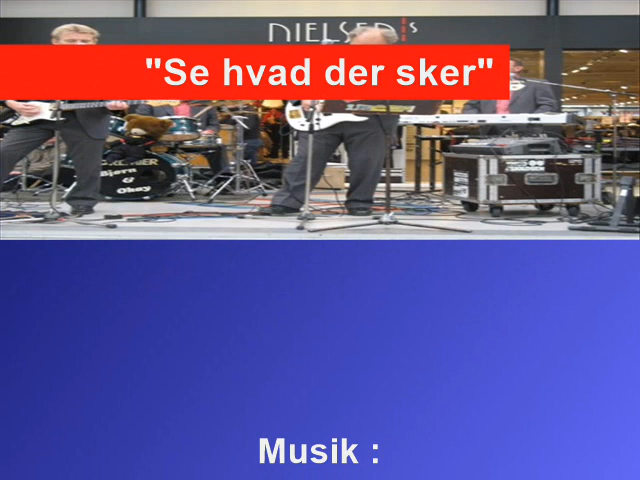 NIELSEN's
"Se hvad der sker"
Bjørn
&
Okay
Musik :